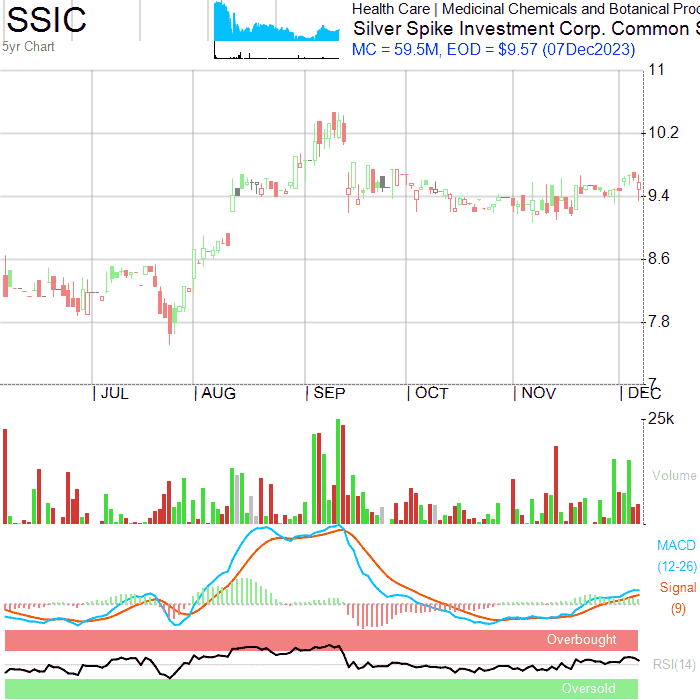 SSIC
5yr Chart
Health Care | Medicinal Chemicals and Botanical Prod
Silver Spike Investment Corp. Common S
MC = 59.5M, EOD = $9.57 (07Dec2023)
11
10.2
9.4
8.6
7.8
7
JUL AUG SEP OCT NOV DEC
25k
Volume
MACD
(12-26)
Signal
(9)
Overbought
RSI(14)
Oversold